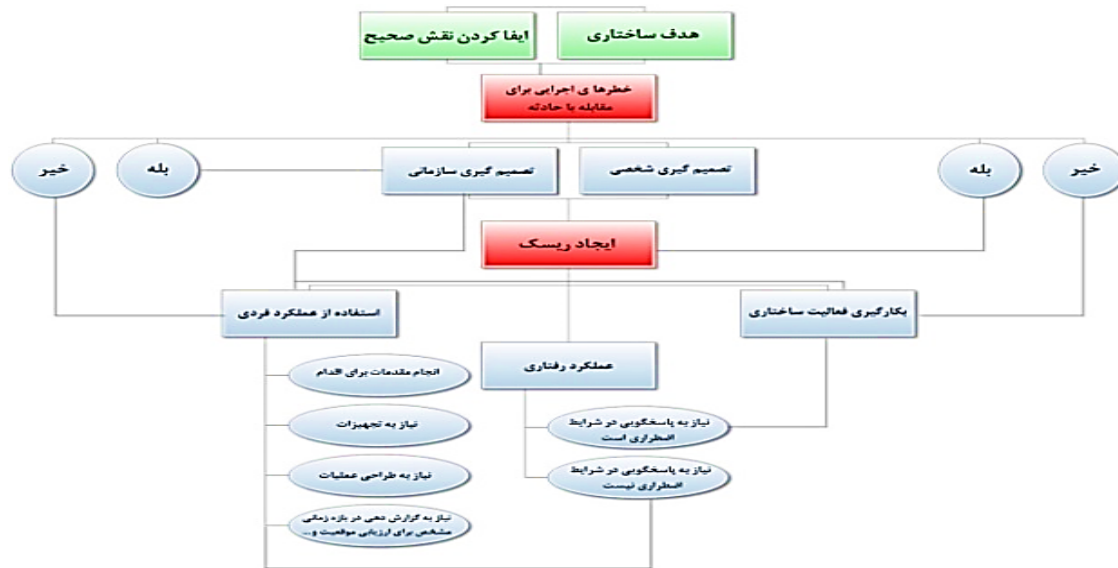 هدف ساختاری
ایفا کردن نقش صحیح
خطرها ی اجرایی برای
مقابله با حادثه
خیر
بله
تصمیم گیری شخصی
تصمیم گیری سازمانی
بله
خیر
ایجاد ریسک
بکارگیری فعالیت ساختاری
استفاده از عملکرد فردی
عملکرد رفتاری
انجام مقدمات برای اقدام
نیاز به پاسخگویی در شرایط
اضطراری است
نیاز به تجهیزات
نیاز به پاسخگویی در شرایط
اضطراری نیست
نیاز به طراحی عملیات
نیاز به گزارش دهی در بازه زمانی
مشخص برای ارزیابی موقعیت و...